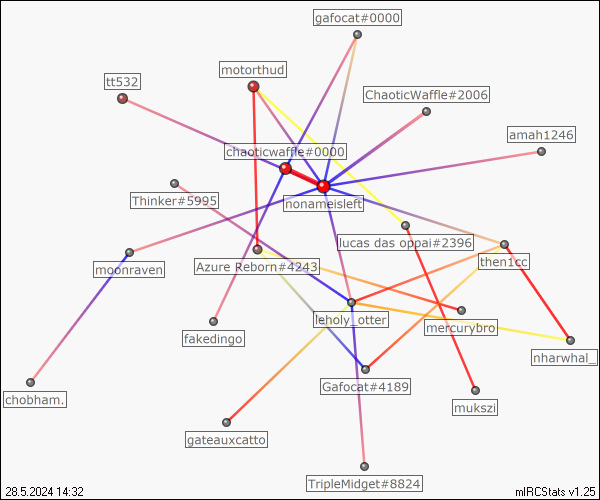 gafocat#0000
motorthud
tt532
ChaoticWaffle#2006
amah1246
chaoticwaffle#0000
Thinker#5995
nonameisleft
lucas das oppai#2396
then1cc
moonraven
Azure Reborn#4243
leholy_otter
mercurybro
fakedingo
nharwhal_
Gafocat#4189
chobham.
mukszi
gateauxcatto
TripleMidget#8824
28.5.2024 14:32
mIRCStats v1.25